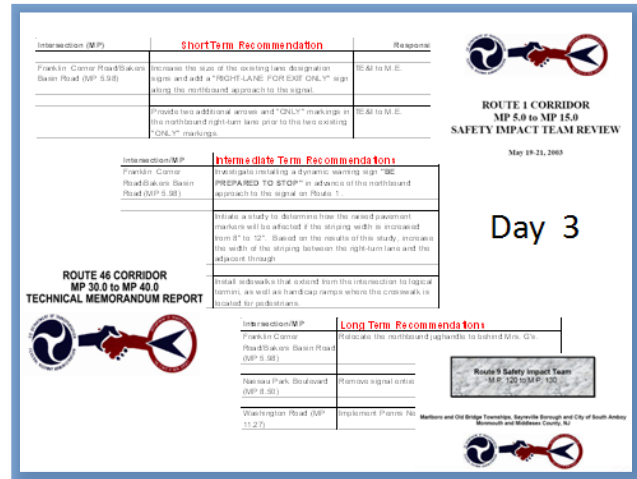 Intersection (MP) Short Term Recommendation Responsi
Franklin Corner Road/Bakers Basin Road (MP 5.98)
Increase the size of the existing lane designation
signs and add a "RIGHT-LANE FOR EXIT ONLY" sign
along the northbound approach to the signal.
TE&I to M.E.
Provide two additional arrows and "ONLY" markings in
the northbound right-turn lane prior to the two existing
"ONLY" markings.
TE&I to M.E.
ROUTE 1 CORRIDOR
MP 5.0 to MP 15.0
SAFETY IMPACT TEAM REVIEW
May 19-21, 2003
Intersection/MP Intermediate Term Recommendations
Franklin Corner
Road/Bakers Basin
Road (MP 5.98)
Investigate installing a dynamic warning sign "BE
PREPARED TO STOP" in advance of the northbound
approach to the signal on Route 1.
Initiate a study to determine how the raised pavement
markers will be affected if the striping width is increased
from 8" to 12". Based on the results of this study, increase
the width of the striping between the right-turn lane and the
adjacent through
Install sidewalks that extend from the intersection to logical
termini, as well as handicap ramps where the crosswalk is
located for pedestrians.
Day 3
ROUTE 46 CORRIDOR
MP 30.0 to MP 40.0
TECHNICAL MEMORANDUM REPORT
Intersection/MP Long Term Recommendations
Franklin Corner
Road/Bakers Basin Road
(MP 5.98)
Relocate the northbound jughandle to behind Mrs. G's.
Nassau Park Boulevard
(MP 8.50)
Remove signal entire
Washington Road (MP
11.27)
Implement Penns Ne
Route 9 Safety Impact Team
M.P. 120 to M.P. 130
Marlboro and Old Bridge Townships, Sayreville Borough and City of South Amboy
Monmouth and Middlesex County, NJ